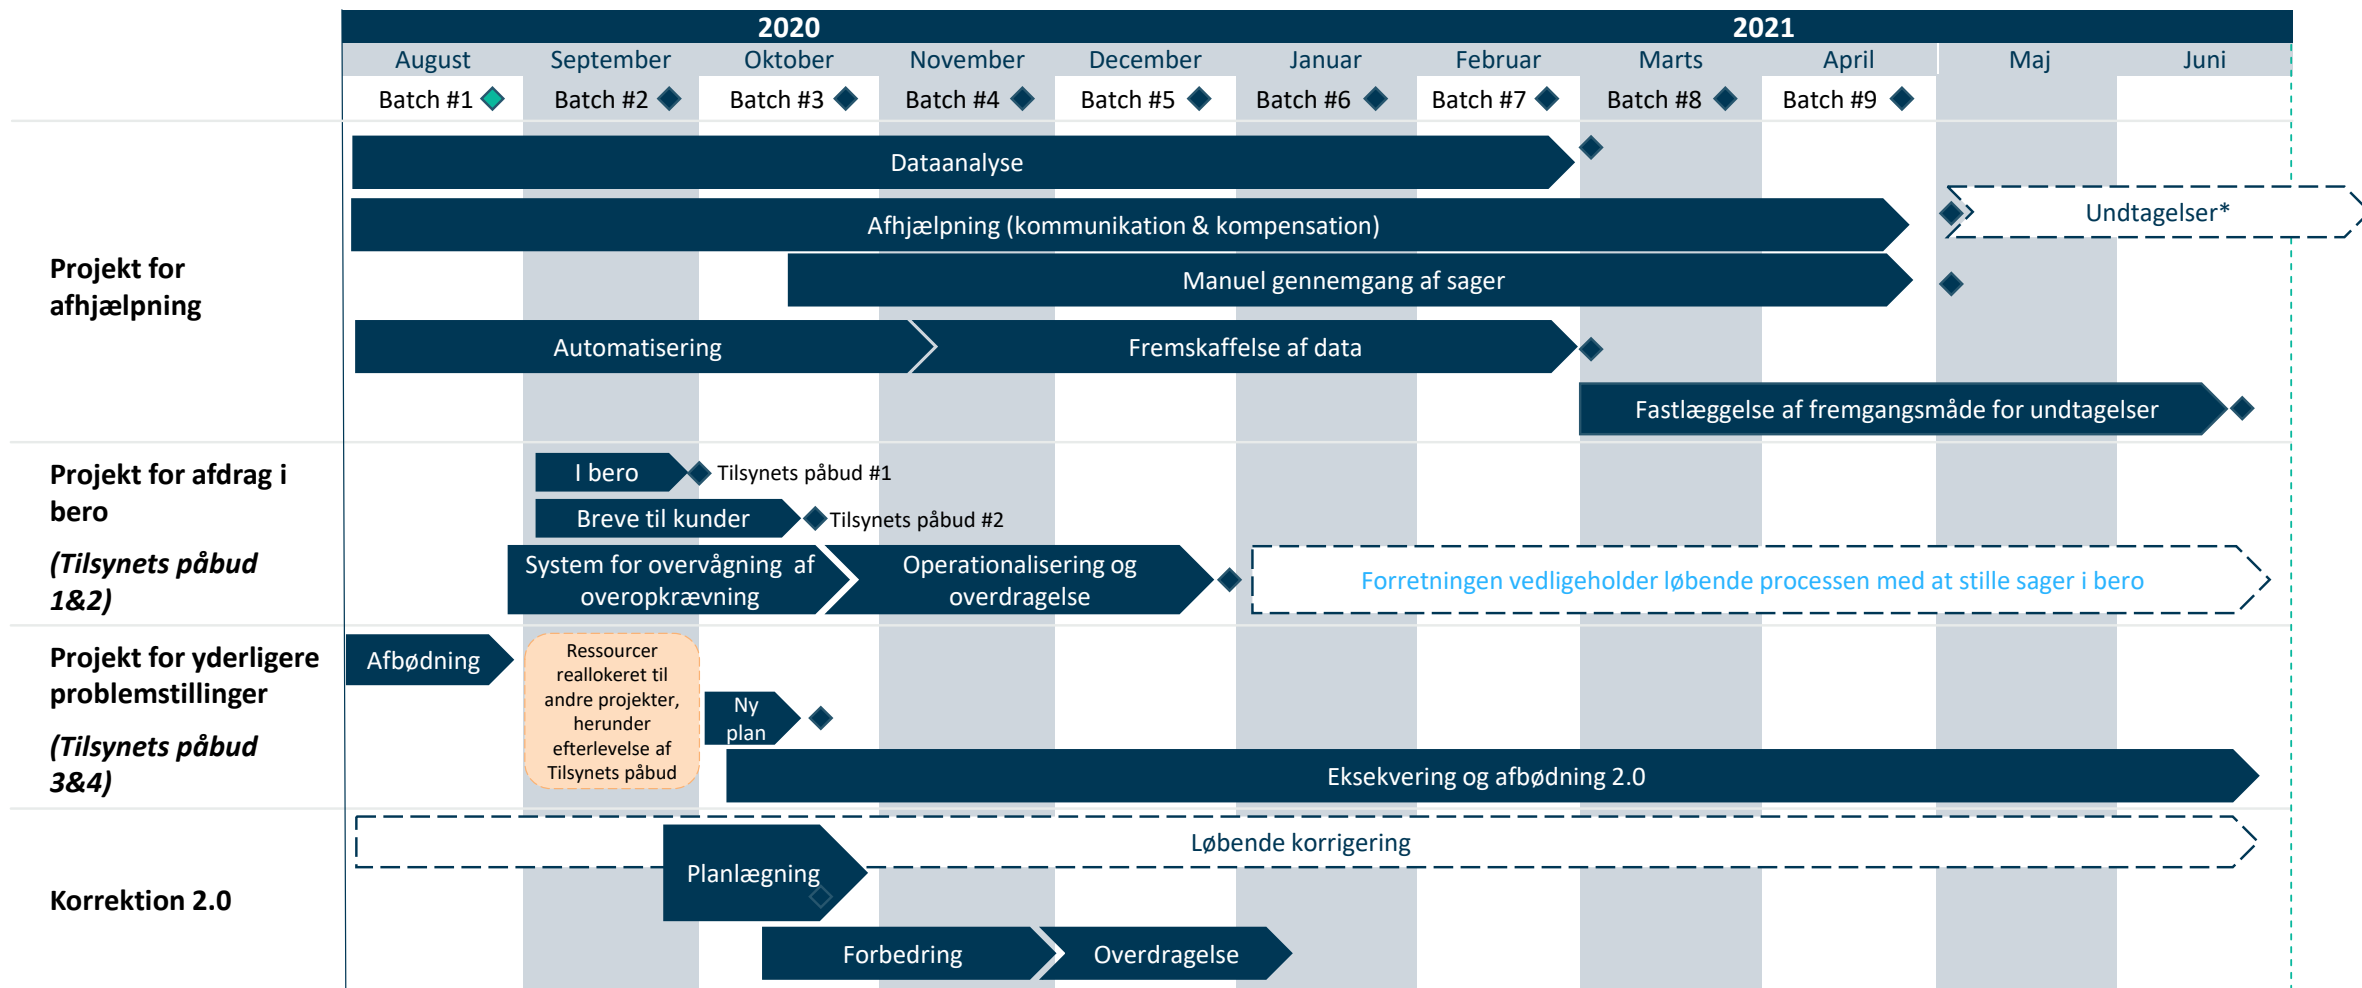 2020
2021
August
September
Oktober
November
December
Januar
Februar
Marts
April
Maj
Juni
Batch #1
Batch #2
Batch #3
Batch #4
Batch #5
Batch #6
Batch #7
Batch #8
Batch #9
Projekt for
afhjælpning
Dataanalyse
Undtagelser*
Afhjælpning (kommunikation & kompensation)
Manuel gennemgang af sager
Automatisering
Fremskaffelse af data
Fastlæggelse af fremgangsmåde for undtagelser
Projekt for afdrag i
bero
(Tilsynets påbud
1&2)
I bero
Tilsynets påbud #1
Breve til kunder
Tilsynets påbud #2
System for overvågning af
overopkrævning
Operationalisering og
overdragelse
Forretningen vedligeholder løbende processen med at stille sager i bero
Projekt for yderligere
problemstillinger
(Tilsynets påbud
3&4)
Afbødning
Ressourcer
reallokeret til
andre projekter,
herunder
efterlevelse af
Tilsynets påbud
Ny
plan
Eksekvering og afbødning 2.0
Korrektion 2.0
Løbende korrigering
Planlægning
Forbedring
Overdragelse